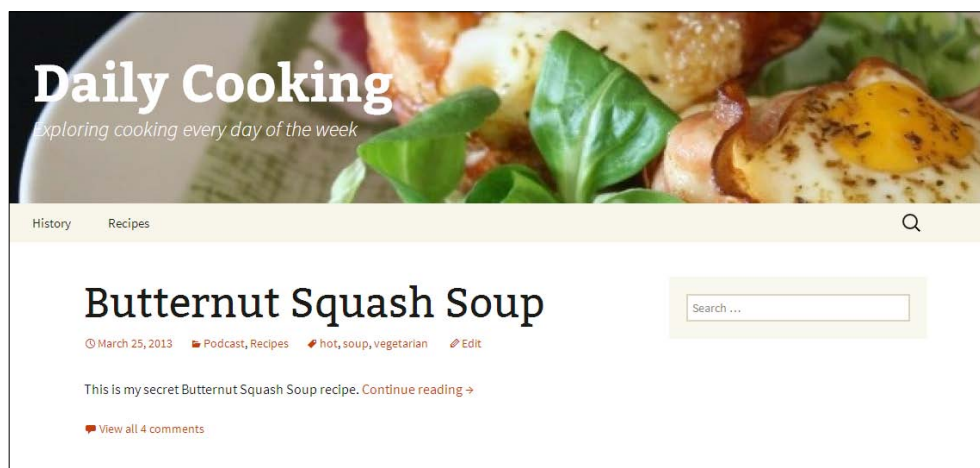 Daily Cooking
Exploring cooking every day of the week
History Recipes
Butternut Squash Soup
March 25, 2013 Podcast, Recipes hot, soup, vegetarian Edit
This is my secret Butternut Squash Soup recipe. Continue reading →
View all 4 comments
Search ...